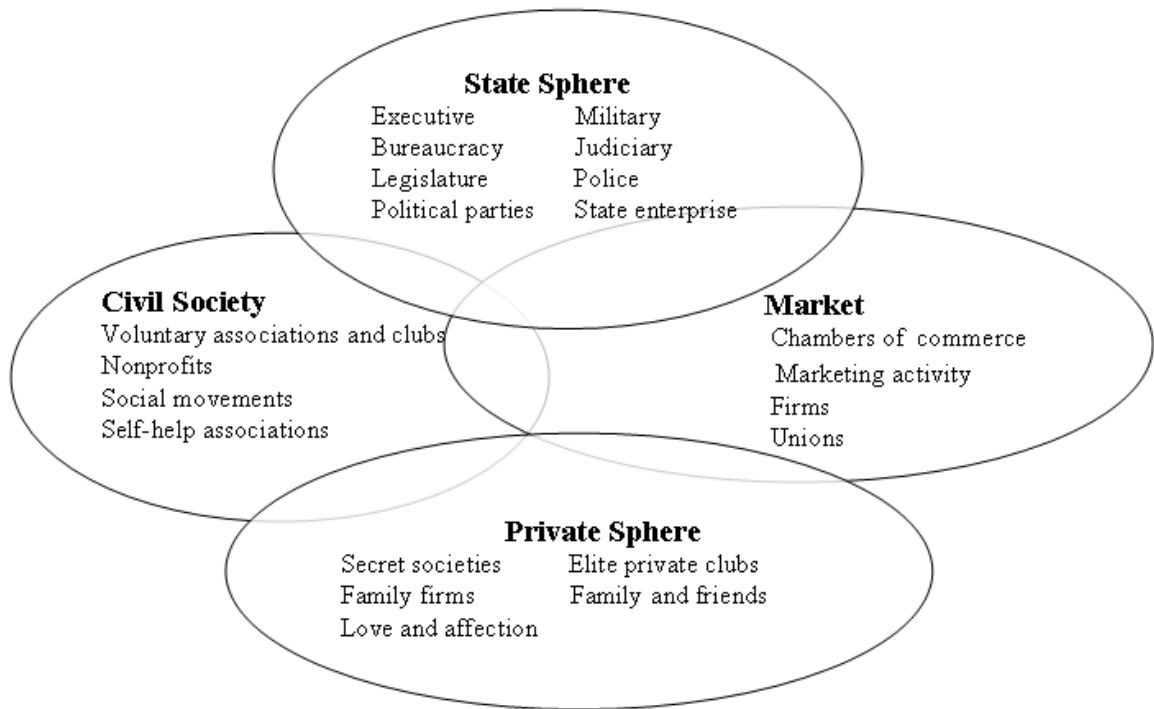 State Sphere
Executive Military
Bureaucracy Judiciary
Legislature Police
Political parties State enterprise
Civil Society
Voluntary associations and clubs
Nonprofits
Social movements
Self-help associations
Market
Chambers of commerce
Marketing activity
Firms
Unions
Private Sphere
Secret societies Elite private clubs
Family firms Family and friends
Love and affection